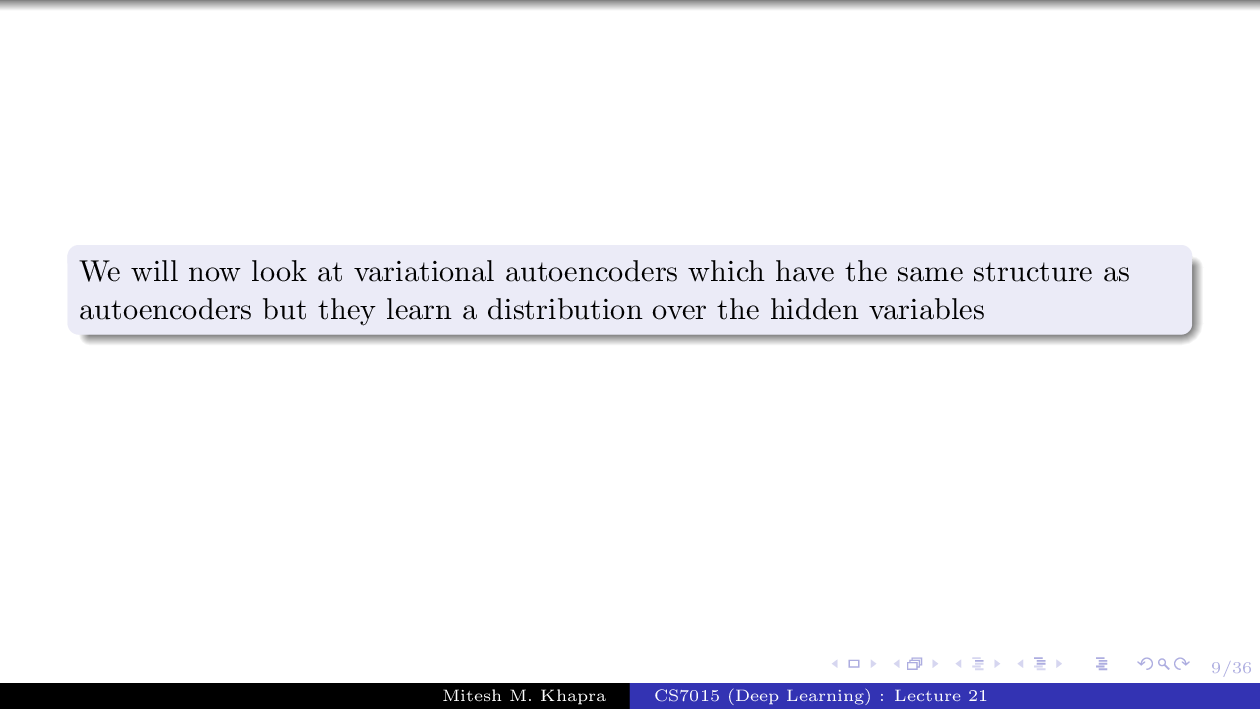 We will now look at variational autoencoders which have the same structure as
autoencoders but they learn a distribution over the hidden variables
9/36
Mitesh M. Khapra
CS7015 (Deep Learning) : Lecture 21